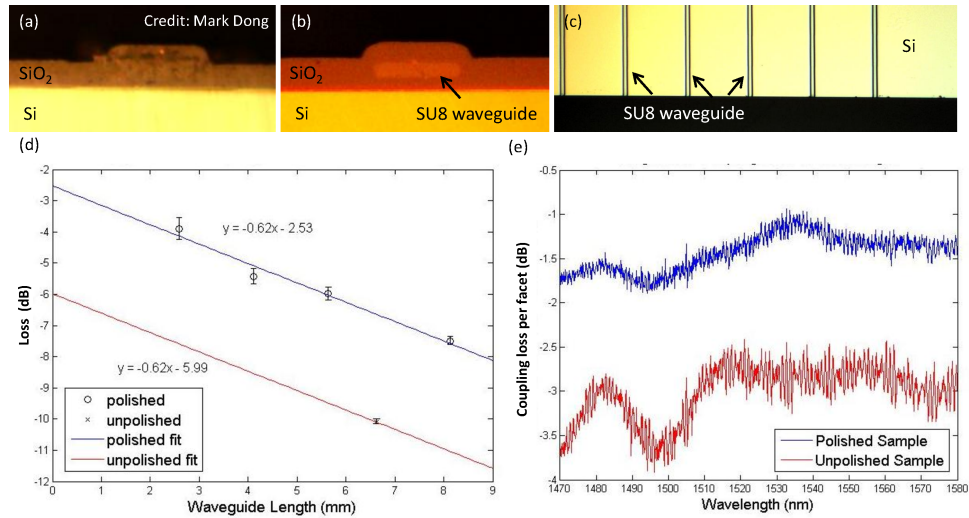 (a)
Credit: Mark Dong
SiO2
Si
(b)
SiO2
SU8 waveguide
Si
(c)
Si
SU8 waveguide
(d)
-2
-3
-4
-5
-6
-7
-8
-9
-10
-11
-12
Loss (dB)
y = -0.62x - 2.53
y = -0.62x - 5.99
polished
unpolished
polished fit
unpolished fit
0 1 2 3 4 5 6 7 8 9
Waveguide Length (mm)
(e)
-0.5
-1
-1.5
-2
-2.5
-3
-3.5
-4
Coupling loss per facet (dB)
Polished Sample
Unpolished Sample
1470 1480 1490 1500 1510 1520 1530 1540 1550 1560 1570 1580
Wavelength (nm)